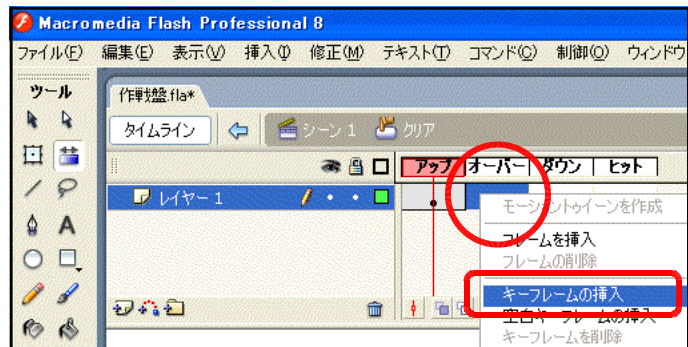 Macromedia Flash Professional 8
ファイル(F) 編集(E) 表示(V) 挿入(I) 修正(M) テキスト(T) コマンド(C) 制御(O) ウィンドウ
ツール
作戦盤.fla*
タイムライン シーン 1 クリア
アップ オーバー ダウン ヒット
レイヤー 1
モーショントゥイーンを作成
フレームを挿入
フレームの削除
キーフレームの挿入
空白キーフレームの挿入
キーフレームを削除